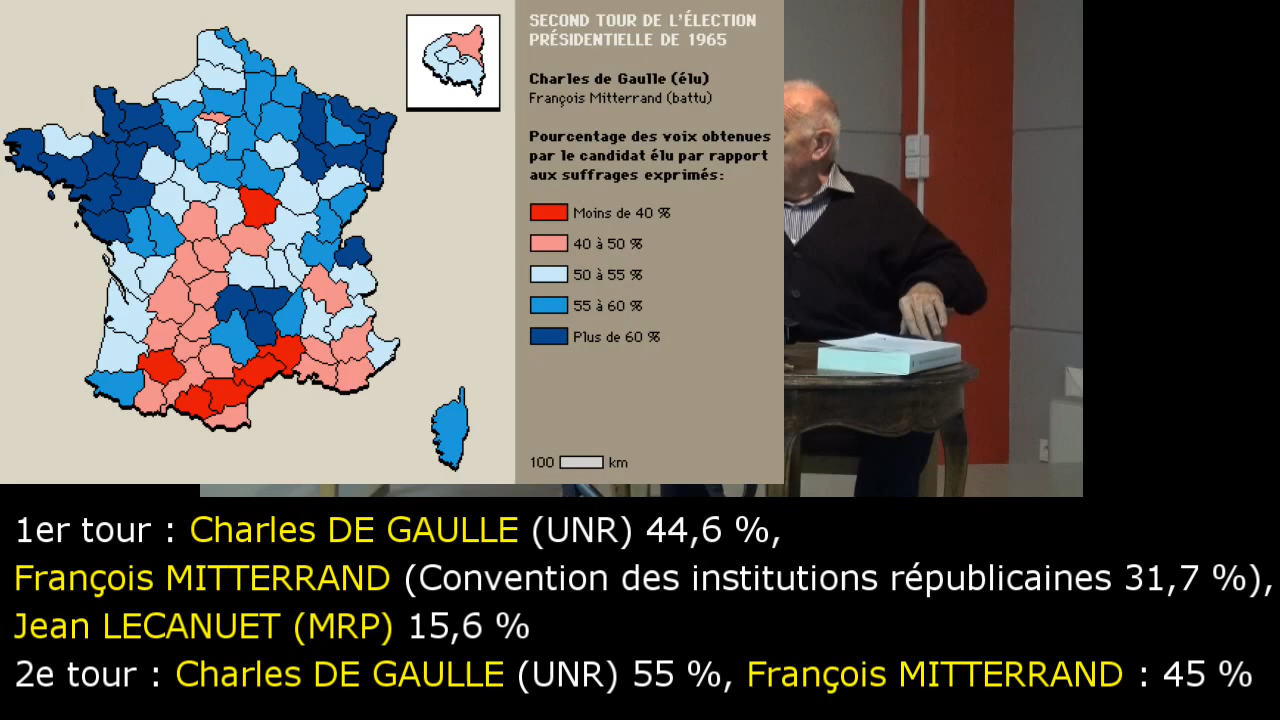 SECOND TOUR DE L'ÉLECTION
PRÉSIDENTIELLE DE 1965
Charles de Gaulle (élu)
François Mitterrand (battu)
Pourcentage des voix obtenues
par le candidat élu par rapport
aux suffrages exprimés:
Moins de 40 %
40 à 50 %
50 à 55 %
55 à 60 %
Plus de 60 %
100 km
1er tour : Charles DE GAULLE (UNR) 44,6 %,
François MITTERRAND (Convention des institutions républicaines 31,7 %),
Jean LECANUET (MRP) 15,6 %
2e tour : Charles DE GAULLE (UNR) 55 %, François MITTERRAND : 45 %